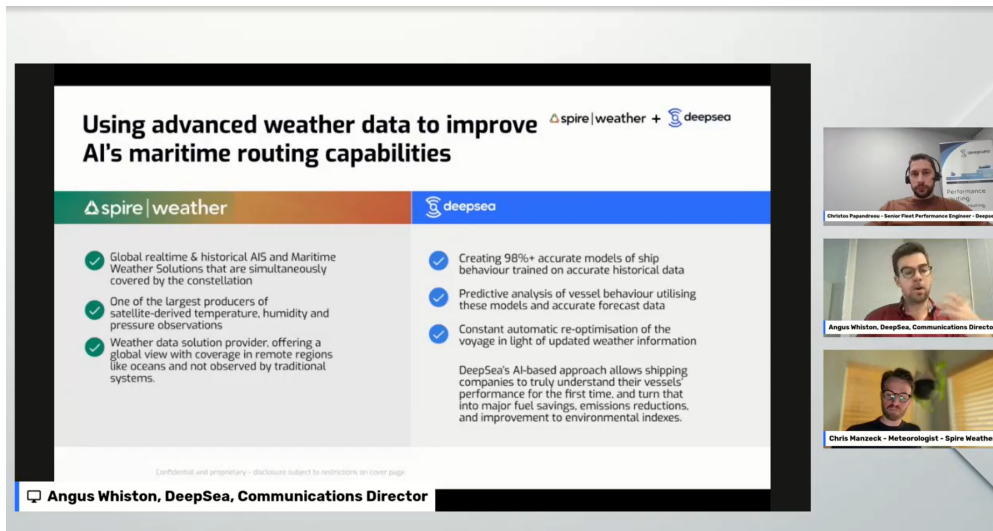 Using advanced weather data to improve
AI's maritime routing capabilities
spire|weather + deepsea
spire|weather
Global realtime & historical AIS and Maritime
Weather Solutions that are simultaneously
covered by the constellation
One of the largest producers of
satellite-derived temperature, humidity and
pressure observations
Weather data solution provider, offering a
global view with coverage in remote regions
like oceans and not observed by traditional
systems.
deepsea
Creating 98%+ accurate models of ship
behaviour trained on accurate historical data
Predictive analysis of vessel behaviour utilising
these models and accurate forecast data
Constant automatic re-optimisation of the
voyage in light of updated weather information
DeepSea's AI-based approach allows shipping
companies to truly understand their vessels'
performance for the first time, and turn that
into major fuel savings, emissions reductions,
and improvement to environmental indexes.
Confidential and proprietary - disclosure subject to restrictions on cover page
Angus Whiston, DeepSea, Communications Director
deepsea
Performance
routing
Christos Papandreou - Senior Fleet Performance Engineer - Deepse
Angus Whiston, DeepSea, Communications Directo
Chris Manzeck - Meteorologist - Spire Weathe